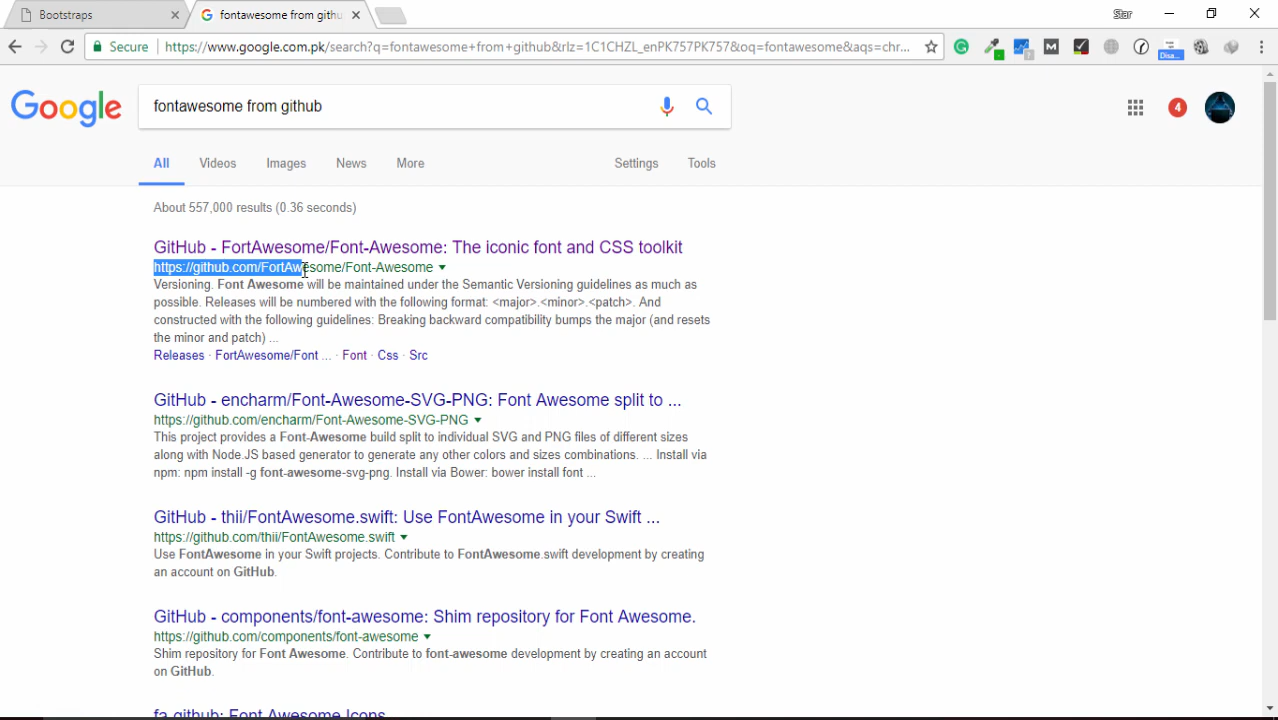 Bootstraps
fontawesome from githu
Star
Secure
https://www.google.com.pk/search?q=fontawesome+from+github&rlz=1C1CHZL_enPK757PK757&oq=fontawesome&aqs=chr...
Disa...
Google
fontawesome from github
4
All
Videos
Images
News
More
Settings
Tools
About 557,000 results (0.36 seconds)
GitHub - FortAwesome/Font-Awesome: The iconic font and CSS toolkit
https://github.com/FortAwesome/Font-Awesome
Versioning. Font Awesome will be maintained under the Semantic Versioning guidelines as much as
possible. Releases will be numbered with the following format: <major>.<minor>.<patch>. And
constructed with the following guidelines: Breaking backward compatibility bumps the major (and resets
the minor and patch) ...
Releases · FortAwesome/Font ... · Font · Css · Src
GitHub - encharm/Font-Awesome-SVG-PNG: Font Awesome split to ...
https://github.com/encharm/Font-Awesome-SVG-PNG
This project provides a Font-Awesome build split to individual SVG and PNG files of different sizes
along with Node.JS based generator to generate any other colors and sizes combinations. ... Install via
npm: npm install -g font-awesome-svg-png. Install via Bower: bower install font ...
GitHub - thii/FontAwesome.swift: Use FontAwesome in your Swift ...
https://github.com/thii/FontAwesome.swift
Use FontAwesome in your Swift projects. Contribute to FontAwesome.swift development by creating
an account on GitHub.
GitHub - components/font-awesome: Shim repository for Font Awesome.
https://github.com/components/font-awesome
Shim repository for Font Awesome. Contribute to font-awesome development by creating an account
on GitHub.
fa-github: Font Awesome Icons